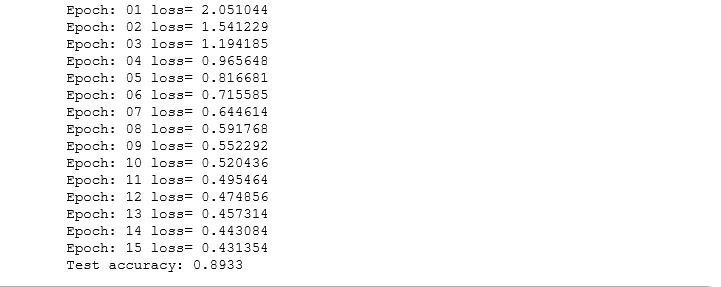 Epoch: 01 loss= 2.051044
Epoch: 02 loss= 1.541229
Epoch: 03 loss= 1.194185
Epoch: 04 loss= 0.965648
Epoch: 05 loss= 0.816681
Epoch: 06 loss= 0.715585
Epoch: 07 loss= 0.644614
Epoch: 08 loss= 0.591768
Epoch: 09 loss= 0.552292
Epoch: 10 loss= 0.520436
Epoch: 11 loss= 0.495464
Epoch: 12 loss= 0.474856
Epoch: 13 loss= 0.457314
Epoch: 14 loss= 0.443084
Epoch: 15 loss= 0.431354
Test accuracy: 0.8933